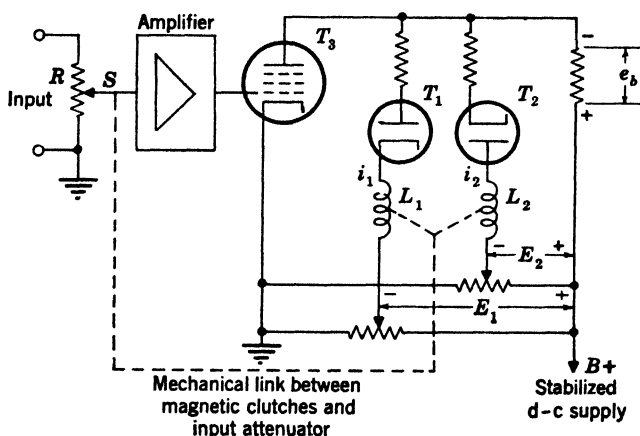 Amplifier
T3
R
S
Input
T1
T2
−
e_b
+
i1
L1
i2
L2
−
E2
+
−
E1
+
B+
Stabilized
d-c supply
Mechanical link between
magnetic clutches and
input attenuator